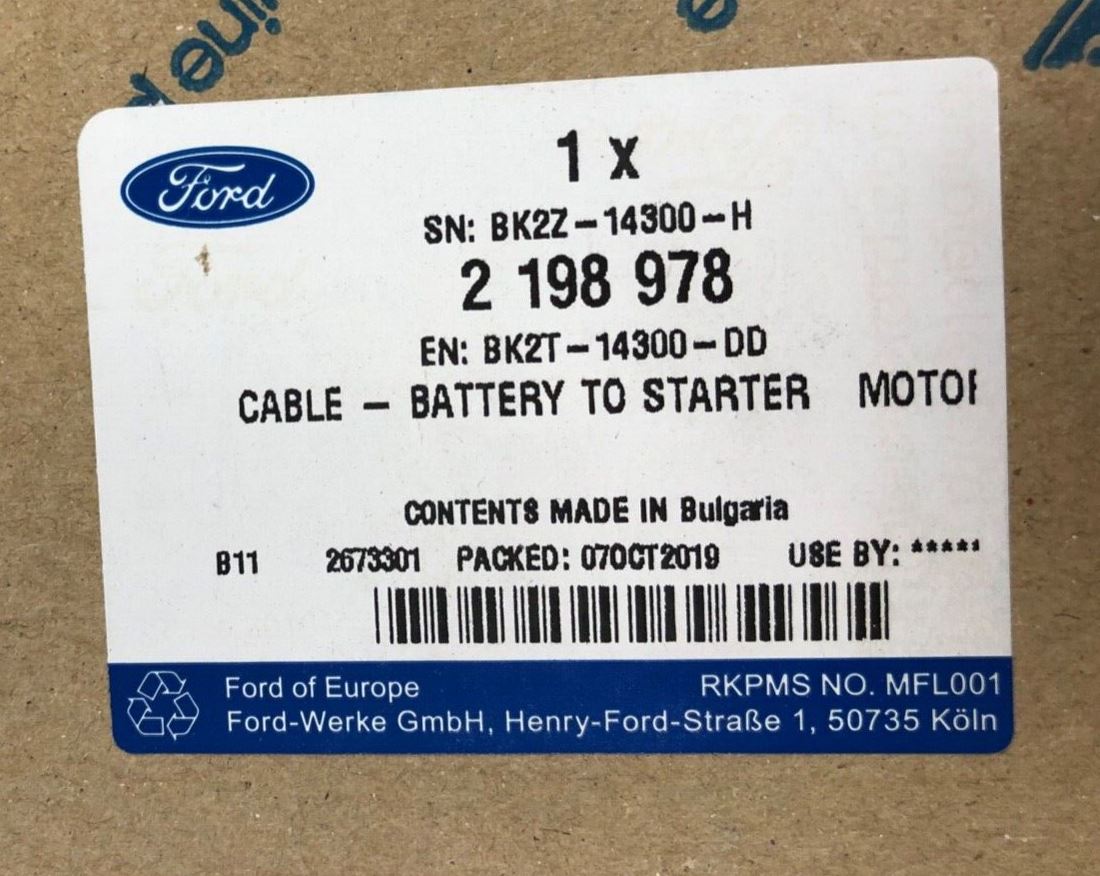 ine
Ford
1 x
SN: BK2Z-14300-H
2 198 978
EN: BK2T-14300-DD
CABLE - BATTERY TO STARTER MOTOR
CONTENTS MADE IN Bulgaria
B11 2673301 PACKED: 07OCT2019 USE BY: *****
Ford of Europe RKPMS NO. MFL001
Ford-Werke GmbH, Henry-Ford-Straße 1, 50735 Köln